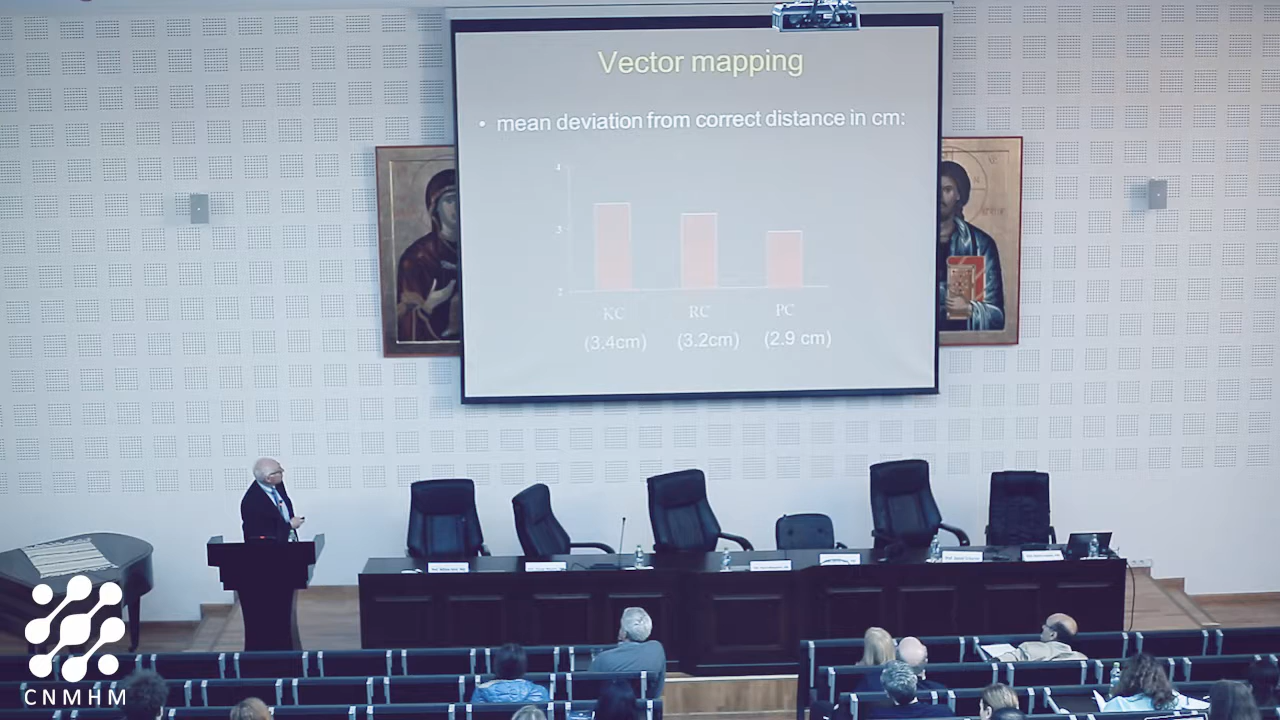 Vector mapping
• mean deviation from correct distance in cm:
4
3
2
KC RC PC
(3.4cm) (3.2cm) (2.9 cm)
CNMHM